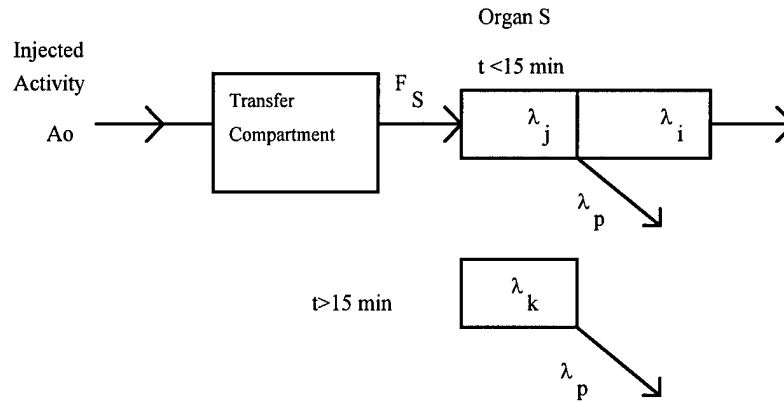 Organ S
Injected
Activity
Ao
t <15 min
Transfer
Compartment
F S
λ j
λ i
λ p
t>15 min
λ k
λ p